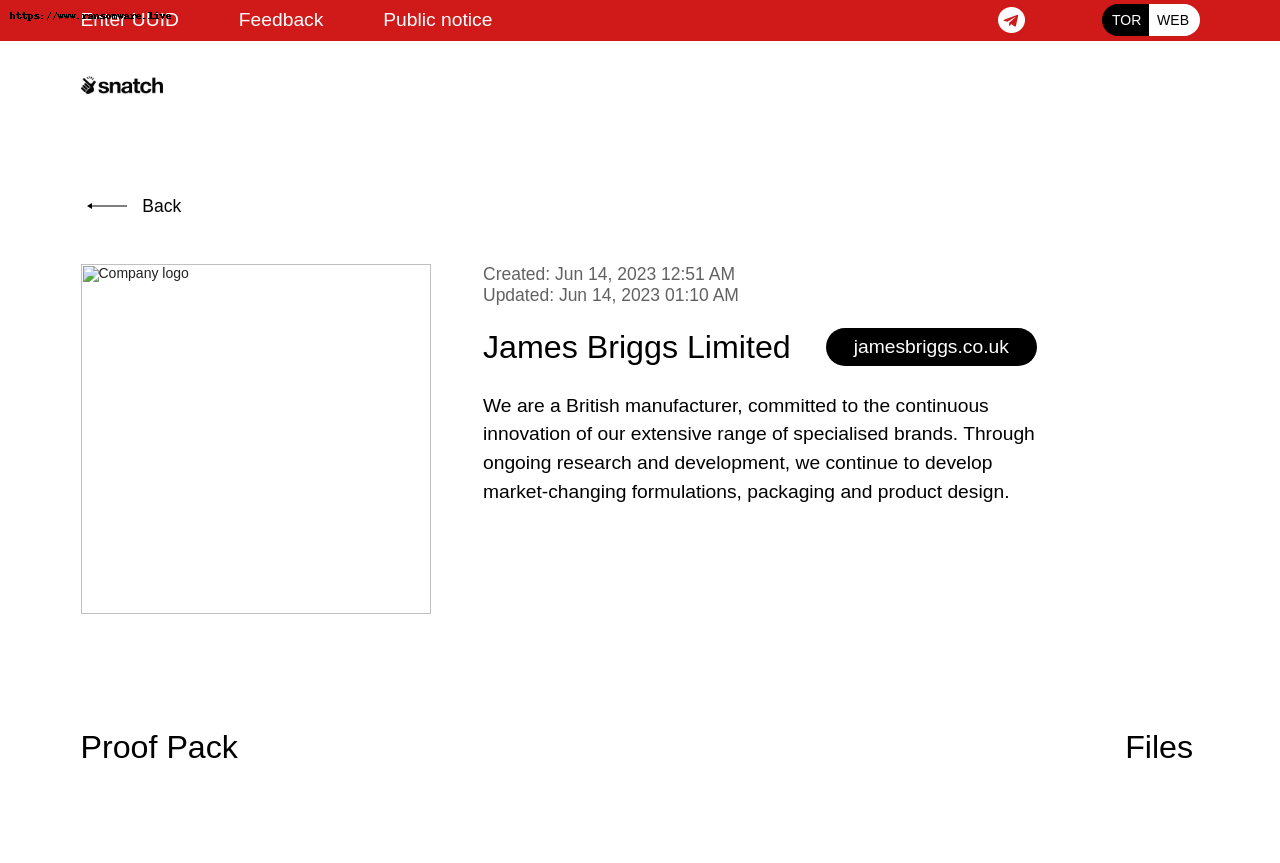 https://www.ransomware.live
Enter UUID Feedback Public notice TOR WEB
snatch
Back
Company logo
Created: Jun 14, 2023 12:51 AM
Updated: Jun 14, 2023 01:10 AM
James Briggs Limited jamesbriggs.co.uk
We are a British manufacturer, committed to the continuous
innovation of our extensive range of specialised brands. Through
ongoing research and development, we continue to develop
market-changing formulations, packaging and product design.
Proof Pack Files